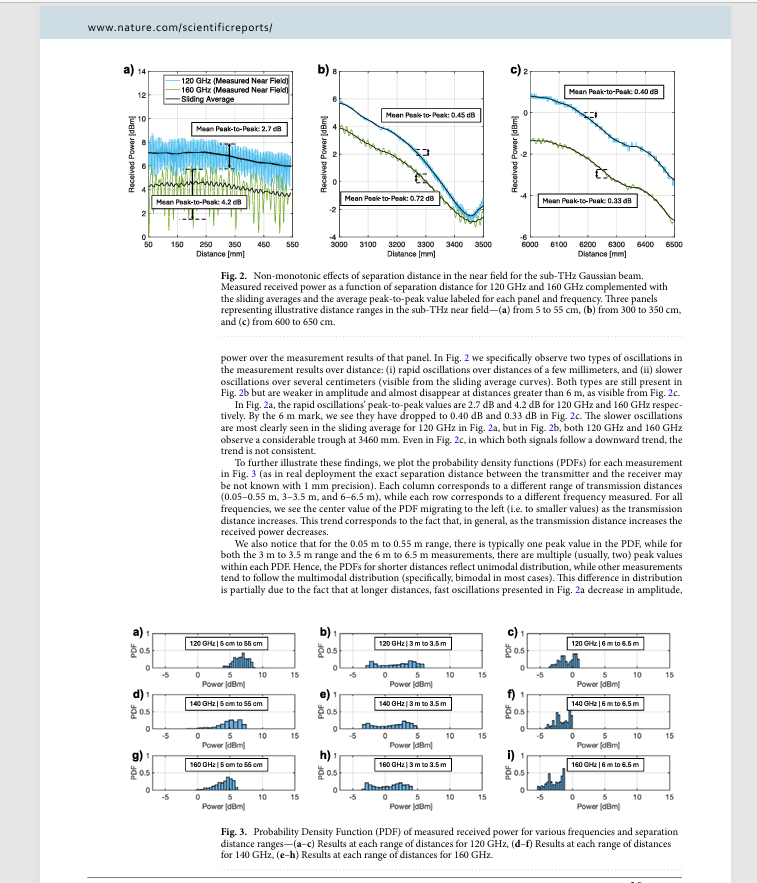 www.nature.com/scientificreports/
a)
14
12
10
8
6
4
2
0
Received Power [dBm]
120 GHz (Measured Near Field)
160 GHz (Measured Near Field)
Sliding Average
Mean Peak-to-Peak: 2.7 dB
Mean Peak-to-Peak: 4.2 dB
50 150 250 350 450 550
Distance [mm]
b)
8
6
4
2
0
-2
-4
Received Power [dBm]
Mean Peak-to-Peak: 0.45 dB
Mean Peak-to-Peak: 0.72 dB
3000 3100 3200 3300 3400 3500
Distance [mm]
c)
2
0
-2
-4
-6
Received Power [dBm]
Mean Peak-to-Peak: 0.40 dB
Mean Peak-to-Peak: 0.33 dB
6000 6100 6200 6300 6400 6500
Distance [mm]
Fig. 2. Non-monotonic effects of separation distance in the near field for the sub-THz Gaussian beam.
Measured received power as a function of separation distance for 120 GHz and 160 GHz complemented with
the sliding averages and the average peak-to-peak value labeled for each panel and frequency. Three panels
representing illustrative distance ranges in the sub-THz near field—(a) from 5 to 55 cm, (b) from 300 to 350 cm,
and (c) from 600 to 650 cm.
power over the measurement results of that panel. In Fig. 2 we specifically observe two types of oscillations in
the measurement results over distance: (i) rapid oscillations over distances of a few millimeters, and (ii) slower
oscillations over several centimeters (visible from the sliding average curves). Both types are still present in
Fig. 2b but are weaker in amplitude and almost disappear at distances greater than 6 m, as visible from Fig. 2c.
In Fig. 2a, the rapid oscillations' peak-to-peak values are 2.7 dB and 4.2 dB for 120 GHz and 160 GHz respec-
tively. By the 6 m mark, we see they have dropped to 0.40 dB and 0.33 dB in Fig. 2c. The slower oscillations
are most clearly seen in the sliding average for 120 GHz in Fig. 2a, but in Fig. 2b, both 120 GHz and 160 GHz
observe a considerable trough at 3460 mm. Even in Fig. 2c, in which both signals follow a downward trend, the
trend is not consistent.
To further illustrate these findings, we plot the probability density functions (PDFs) for each measurement
in Fig. 3 (as in real deployment the exact separation distance between the transmitter and the receiver may
be not known with 1 mm precision). Each column corresponds to a different range of transmission distances
(0.05–0.55 m, 3–3.5 m, and 6–6.5 m), while each row corresponds to a different frequency measured. For all
frequencies, we see the center value of the PDF migrating to the left (i.e. to smaller values) as the transmission
distance increases. This trend corresponds to the fact that, in general, as the transmission distance increases the
received power decreases.
We also notice that for the 0.05 m to 0.55 m range, there is typically one peak value in the PDF, while for
both the 3 m to 3.5 m range and the 6 m to 6.5 m measurements, there are multiple (usually, two) peak values
within each PDF. Hence, the PDFs for shorter distances reflect unimodal distribution, while other measurements
tend to follow the multimodal distribution (specifically, bimodal in most cases). This difference in distribution
is partially due to the fact that at longer distances, fast oscillations presented in Fig. 2a decrease in amplitude,
a)
PDF
1
0.5
0
120 GHz | 5 cm to 55 cm
-5 0 5 10 15
Power [dBm]
b)
PDF
1
0.5
0
120 GHz | 3 m to 3.5 m
-5 0 5 10 15
Power [dBm]
c)
PDF
1
0.5
0
120 GHz | 6 m to 6.5 m
-5 0 5 10 15
Power [dBm]
d)
PDF
1
0.5
0
140 GHz | 5 cm to 55 cm
-5 0 5 10 15
Power [dBm]
e)
PDF
1
0.5
0
140 GHz | 3 m to 3.5 m
-5 0 5 10 15
Power [dBm]
f)
PDF
1
0.5
0
140 GHz | 6 m to 6.5 m
-5 0 5 10 15
Power [dBm]
g)
PDF
1
0.5
0
160 GHz | 5 cm to 55 cm
-5 0 5 10 15
Power [dBm]
h)
PDF
1
0.5
0
160 GHz | 3 m to 3.5 m
-5 0 5 10 15
Power [dBm]
i)
PDF
1
0.5
0
160 GHz | 6 m to 6.5 m
-5 0 5 10 15
Power [dBm]
Fig. 3. Probability Density Function (PDF) of measured received power for various frequencies and separation
distance ranges—(a–c) Results at each range of distances for 120 GHz, (d–f) Results at each range of distances
for 140 GHz, (e–h) Results at each range of distances for 160 GHz.